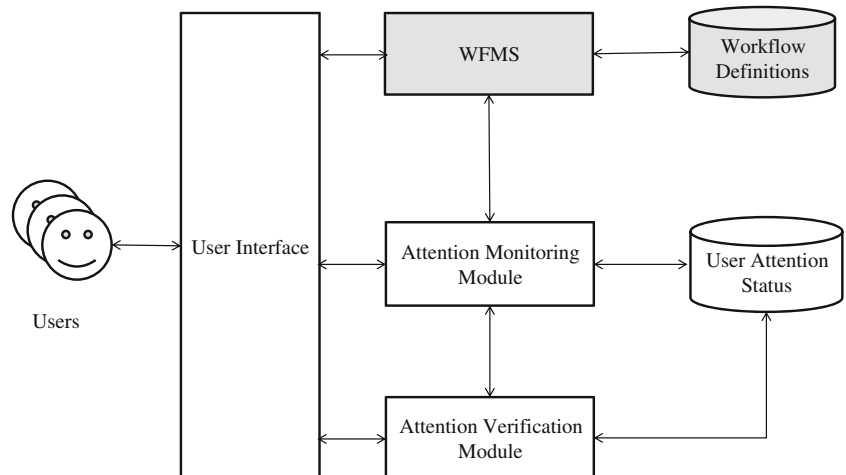 WFMS
Workflow
Definitions
User Interface
Attention Monitoring
Module
User Attention
Status
Users
Attention Verification
Module